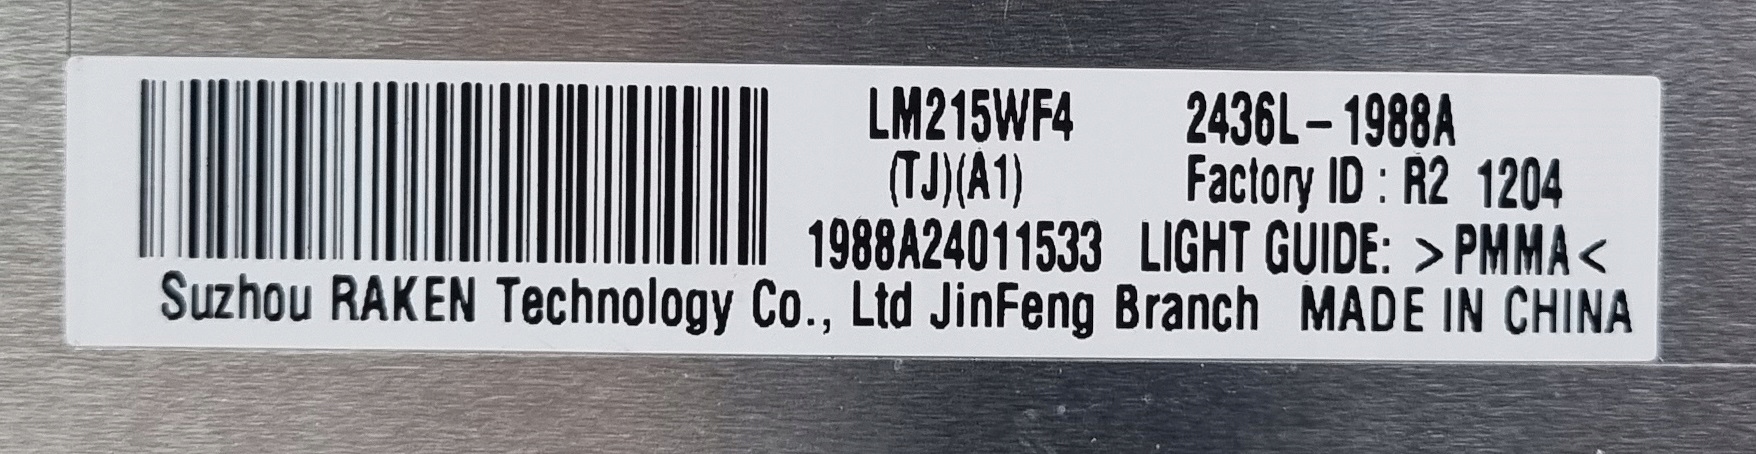 LM215WF4 2436L-1988A
(TJ)(A1) Factory ID : R2 1204
1988A24011533 LIGHT GUIDE: >PMMA<
Suzhou RAKEN Technology Co., Ltd JinFeng Branch MADE IN CHINA